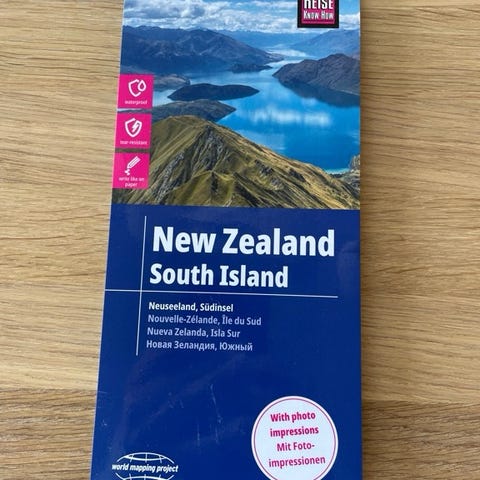 REISE
KNOW-HOW
waterproof
tear-resistant
write like on
paper
New Zealand
South Island
Neuseeland, Südinsel
Nouvelle-Zélande, Île du Sud
Nueva Zelanda, Isla Sur
Новая Зеландия, Южный
With photo
impressions
Mit Foto-
impressionen
world mapping project